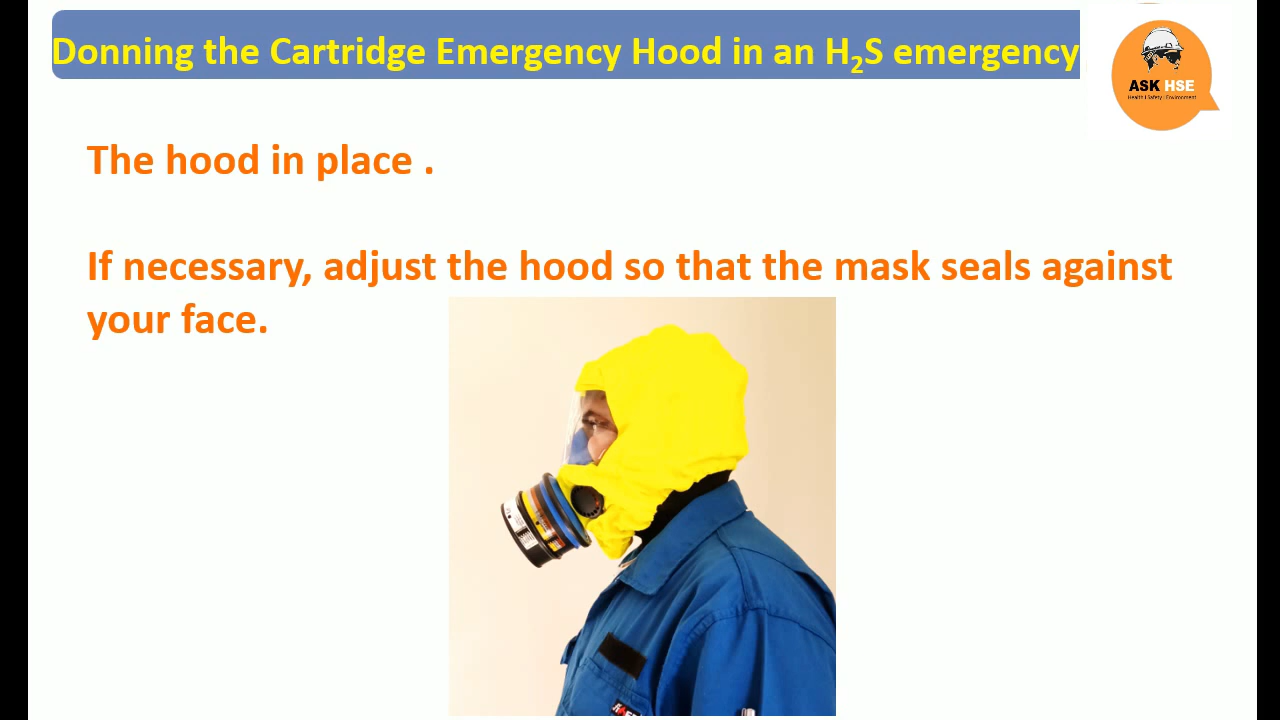 Donning the Cartridge Emergency Hood in an H₂S emergency
ASK HSE
Health | Safety | Environment
The hood in place .
If necessary, adjust the hood so that the mask seals against
your face.